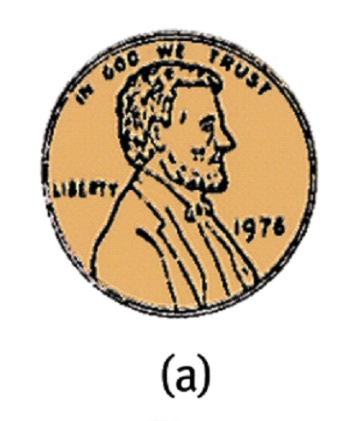 IN GOD WE TRUST
LIBERTY
1976
(a)